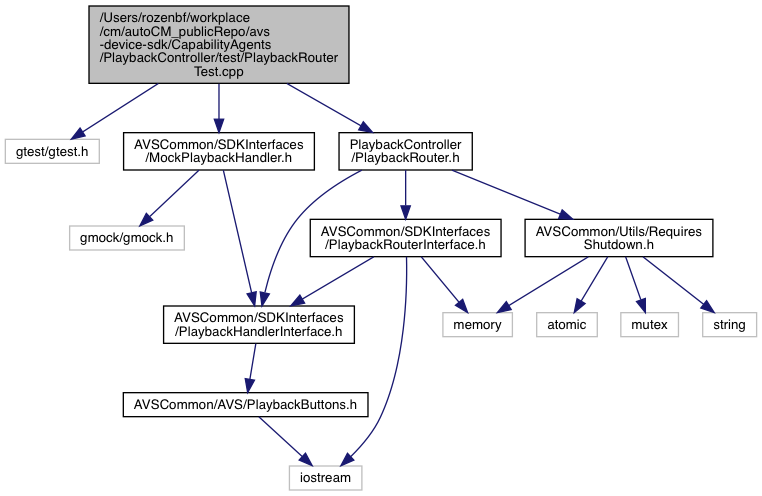 /Users/rozenbf/workplace
/cm/autoCM_publicRepo/avs
-device-sdk/CapabilityAgents
/PlaybackController/test/PlaybackRouter
Test.cpp
gtest/gtest.h
AVSCommon/SDKInterfaces
/MockPlaybackHandler.h
PlaybackController
/PlaybackRouter.h
gmock/gmock.h
AVSCommon/SDKInterfaces
/PlaybackRouterInterface.h
AVSCommon/Utils/Requires
Shutdown.h
AVSCommon/SDKInterfaces
/PlaybackHandlerInterface.h
memory
atomic
mutex
string
AVSCommon/AVS/PlaybackButtons.h
iostream